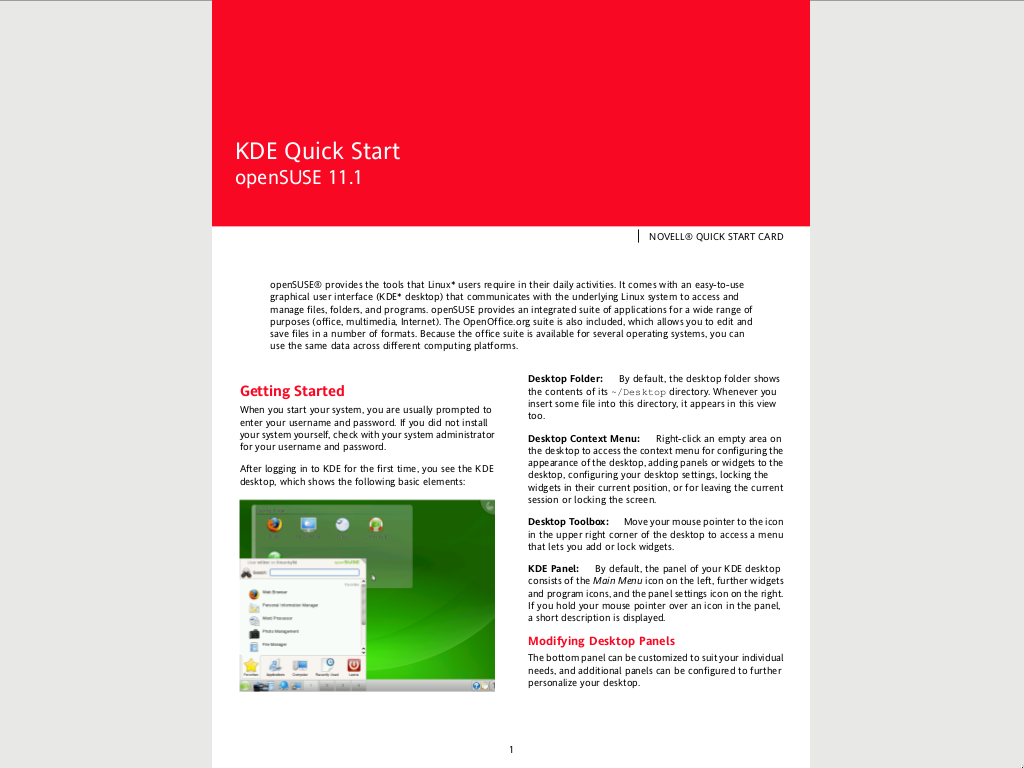 KDE Quick Start
openSUSE 11.1
NOVELL® QUICK START CARD
openSUSE® provides the tools that Linux* users require in their daily activities. It comes with an easy-to-use
graphical user interface (KDE* desktop) that communicates with the underlying Linux system to access and
manage files, folders, and programs. openSUSE provides an integrated suite of applications for a wide range of
purposes (office, multimedia, Internet). The OpenOffice.org suite is also included, which allows you to edit and
save files in a number of formats. Because the office suite is available for several operating systems, you can
use the same data across different computing platforms.
Getting Started
When you start your system, you are usually prompted to
enter your username and password. If you did not install
your system yourself, check with your system administrator
for your username and password.
After logging in to KDE for the first time, you see the KDE
desktop, which shows the following basic elements:
openSUSE
Search:
Web Browser
Personal Information Manager
Word Processor
Photo Management
File Manager
Favorites Applications Computer Recently Used Leave
Desktop Folder: By default, the desktop folder shows
the contents of its ~/Desktop directory. Whenever you
insert some file into this directory, it appears in this view
too.
Desktop Context Menu: Right-click an empty area on
the desktop to access the context menu for configuring the
appearance of the desktop, adding panels or widgets to the
desktop, configuring your desktop settings, locking the
widgets in their current position, or for leaving the current
session or locking the screen.
Desktop Toolbox: Move your mouse pointer to the icon
in the upper right corner of the desktop to access a menu
that lets you add or lock widgets.
KDE Panel: By default, the panel of your KDE desktop
consists of the Main Menu icon on the left, further widgets
and program icons, and the panel settings icon on the right.
If you hold your mouse pointer over an icon in the panel,
a short description is displayed.
Modifying Desktop Panels
The bottom panel can be customized to suit your individual
needs, and additional panels can be configured to further
personalize your desktop.
1